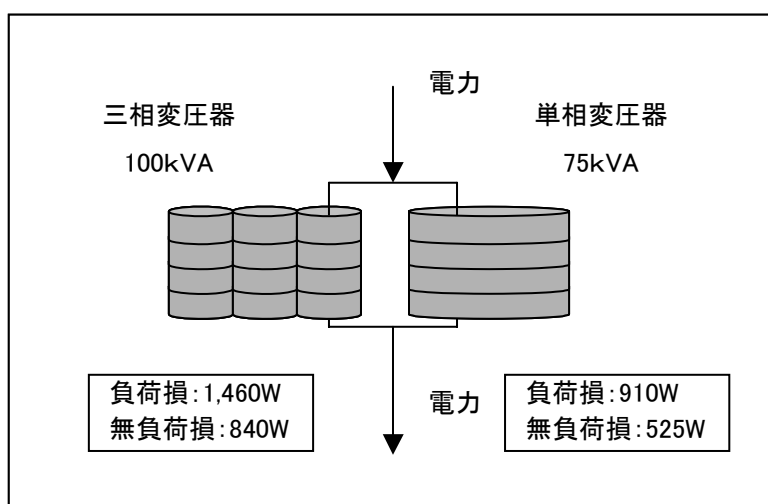 電力
三相変圧器
100kVA
単相変圧器
75kVA
負荷損：1,460W
無負荷損：840W
電力
負荷損：910W
無負荷損：525W